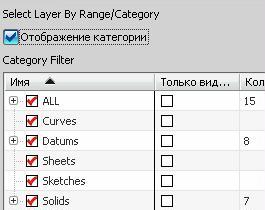 Select Layer By Range/Category
Отображение категории
Category Filter
Имя Только вид... Кол
ALL 15
Curves
Datums 8
Sheets
Sketches
Solids 7